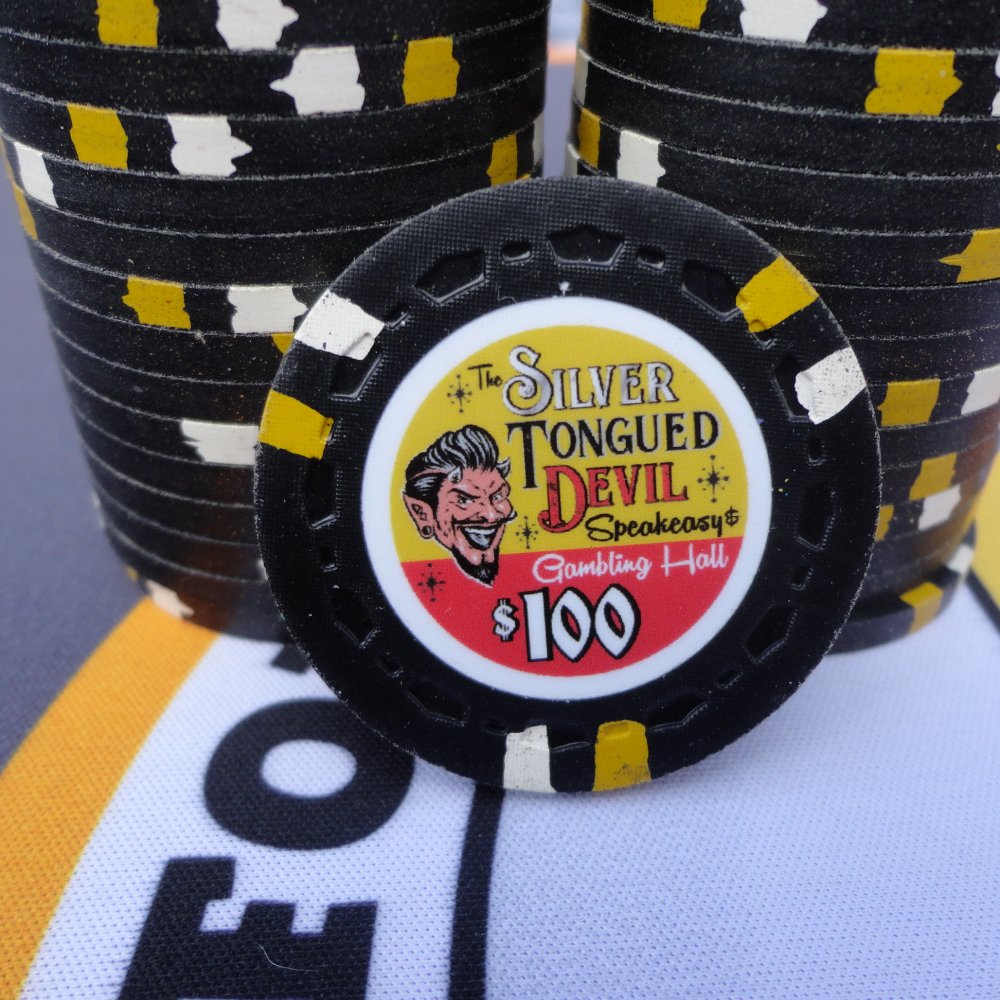 The SILVER
TONGUED
DEVIL
Speakeasy $
Gambling Hall
$100